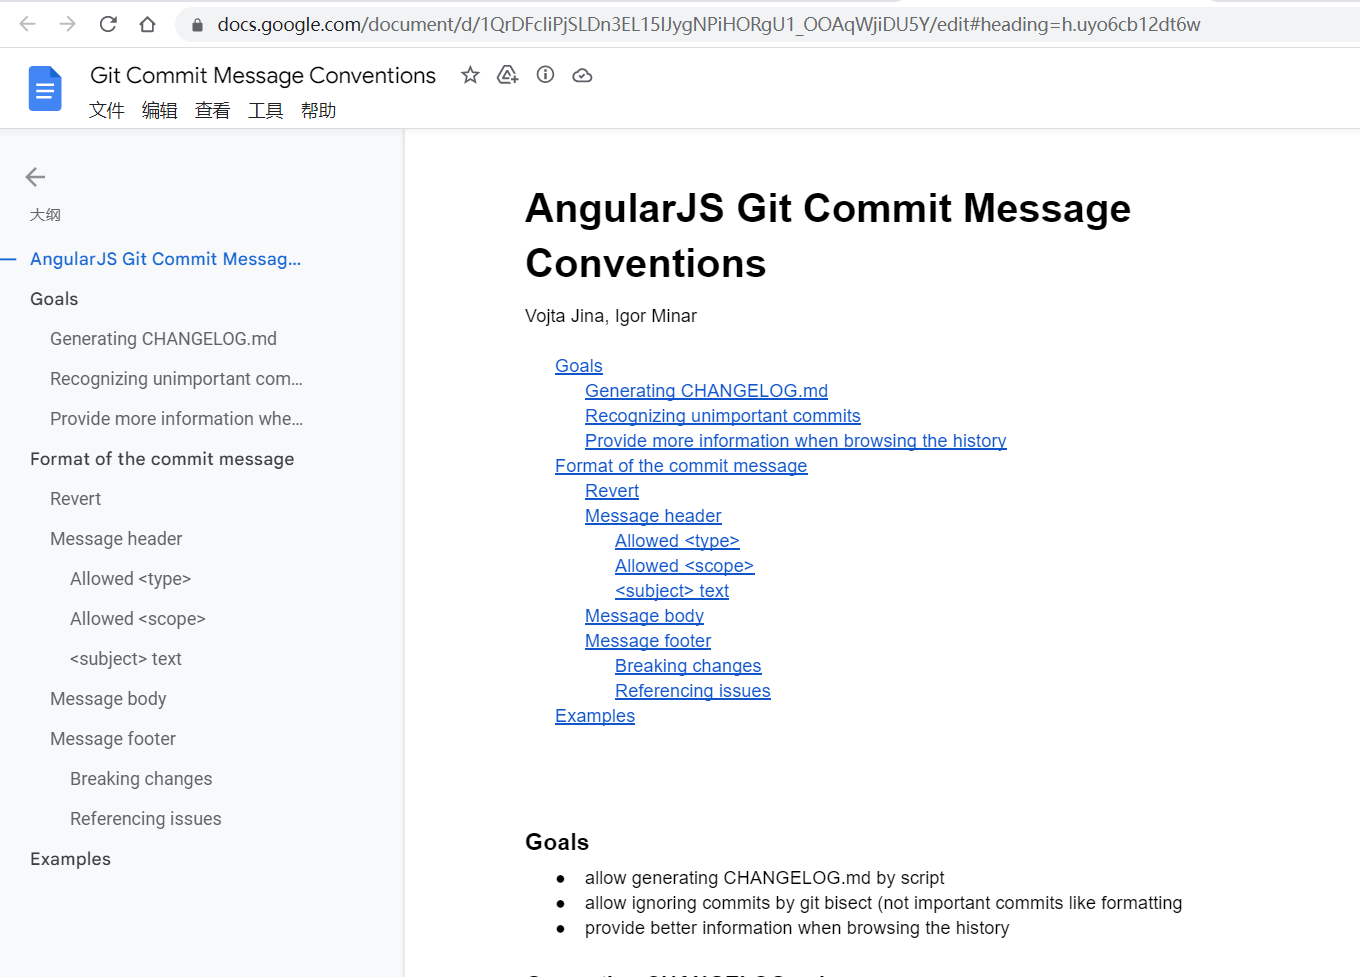 docs.google.com/document/d/1QrDFcIiPjSLDn3EL15IJygNPiHORgU1_OOAqWjiDU5Y/edit#heading=h.uyo6cb12dt6w
Git Commit Message Conventions
文件 编辑 查看 工具 帮助
大纲
AngularJS Git Commit Messag...
Goals
Generating CHANGELOG.md
Recognizing unimportant com...
Provide more information whe...
Format of the commit message
Revert
Message header
Allowed <type>
Allowed <scope>
<subject> text
Message body
Message footer
Breaking changes
Referencing issues
Examples
AngularJS Git Commit Message
Conventions
Vojta Jina, Igor Minar
Goals
Generating CHANGELOG.md
Recognizing unimportant commits
Provide more information when browsing the history
Format of the commit message
Revert
Message header
Allowed <type>
Allowed <scope>
<subject> text
Message body
Message footer
Breaking changes
Referencing issues
Examples
Goals
● allow generating CHANGELOG.md by script
● allow ignoring commits by git bisect (not important commits like formatting
● provide better information when browsing the history